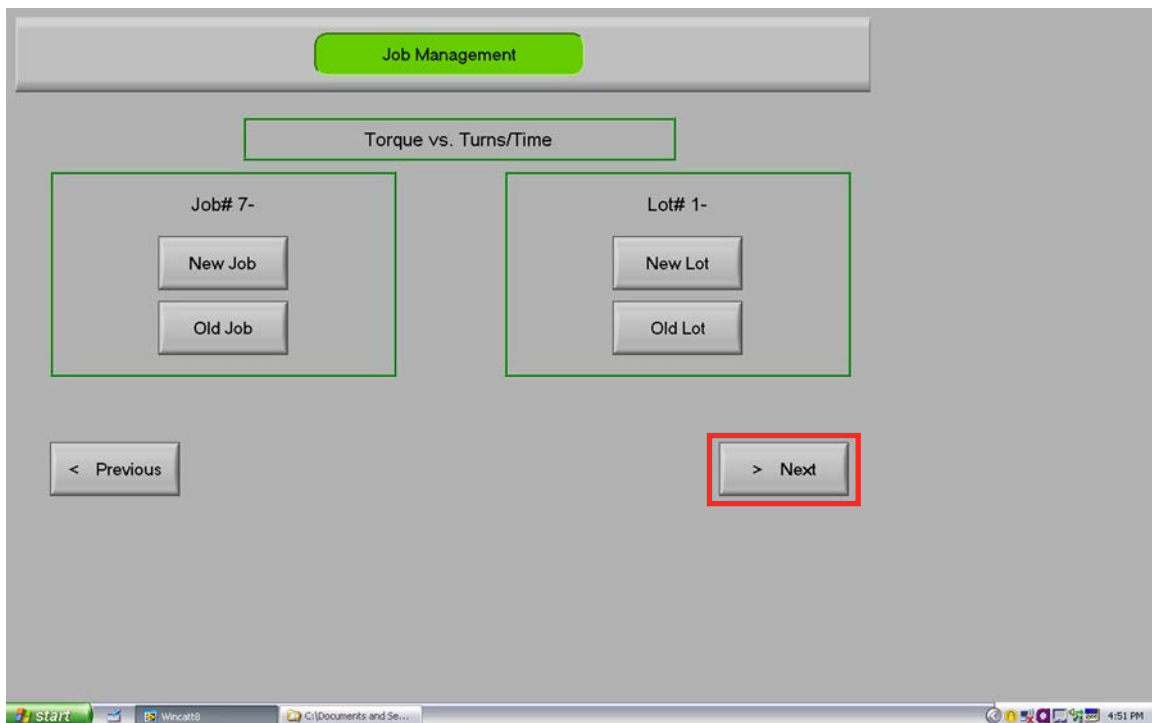 Job Management
Torque vs. Turns/Time
Job# 7-
New Job
Old Job
Lot# 1-
New Lot
Old Lot
< Previous
> Next
start
Wincatt8
C:\Documents and Se...
4:51 PM